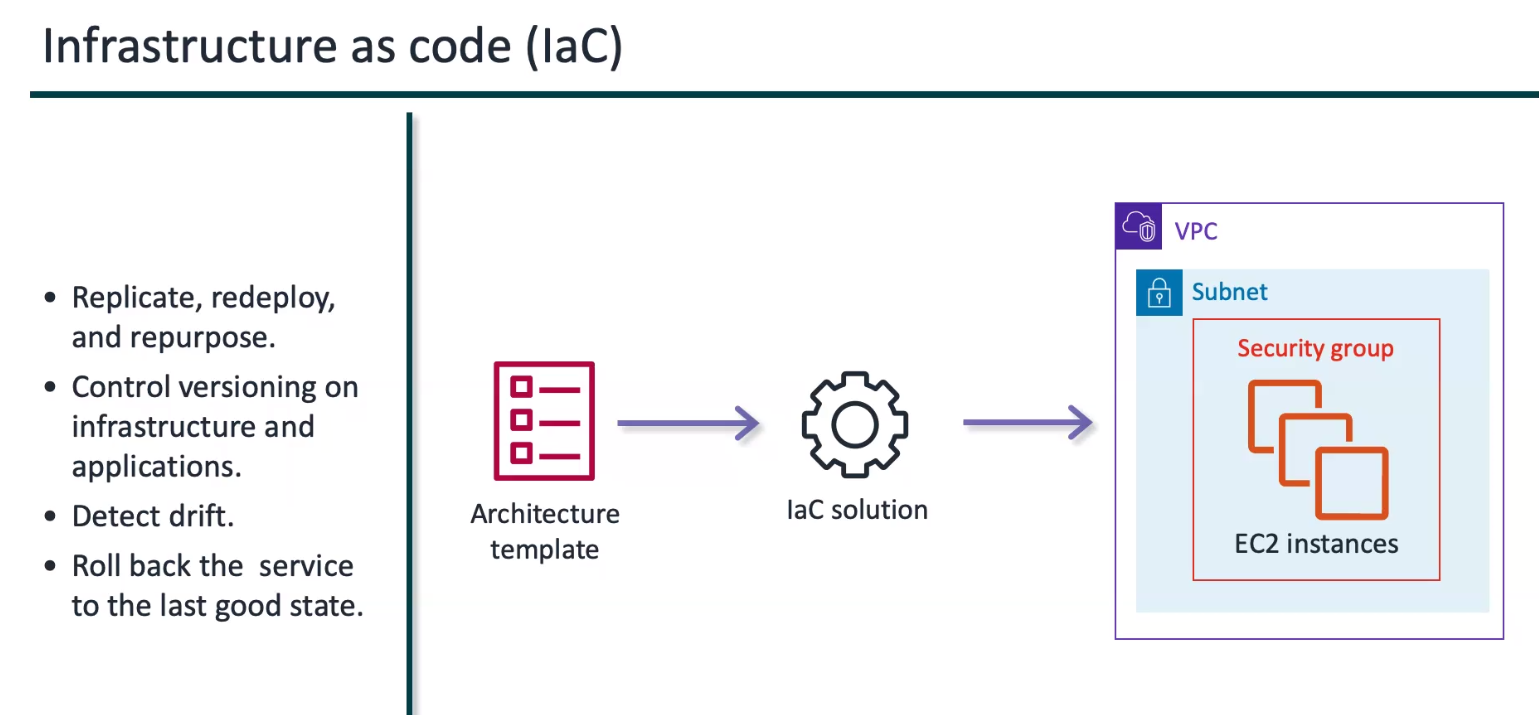 Infrastructure as code (IaC)
• Replicate, redeploy,
and repurpose.
• Control versioning on
infrastructure and
applications.
• Detect drift.
• Roll back the  service
to the last good state.
Architecture
template
IaC solution
VPC
Subnet
Security group
EC2 instances